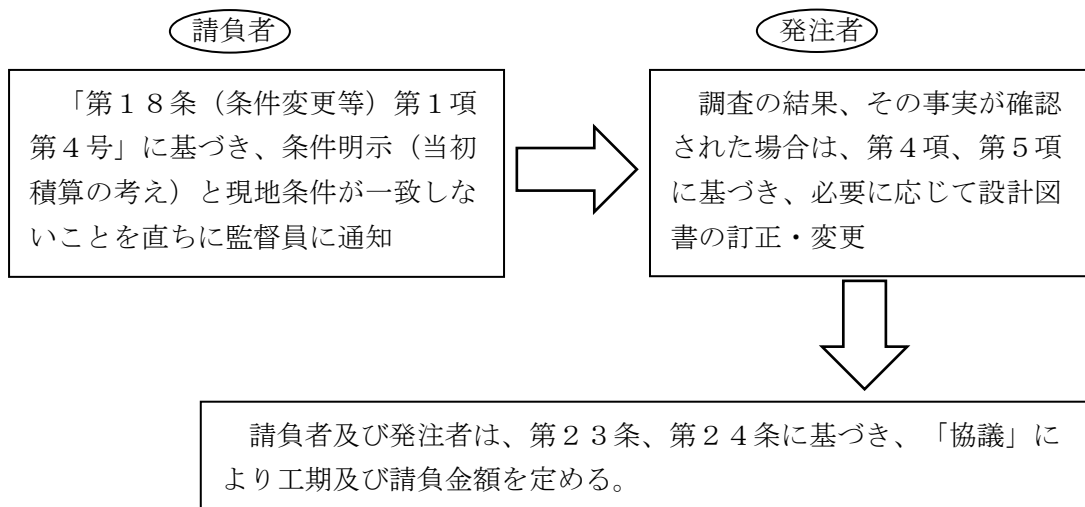 請負者
発注者
「第１８条（条件変更等）第１項
第４号」に基づき、条件明示（当初
積算の考え）と現地条件が一致しな
いことを直ちに監督員に通知
調査の結果、その事実が確認
された場合は、第４項、第５項
に基づき、必要に応じて設計図
書の訂正・変更
請負者及び発注者は、第２３条、第２４条に基づき、「協議」に
より工期及び請負金額を定める。